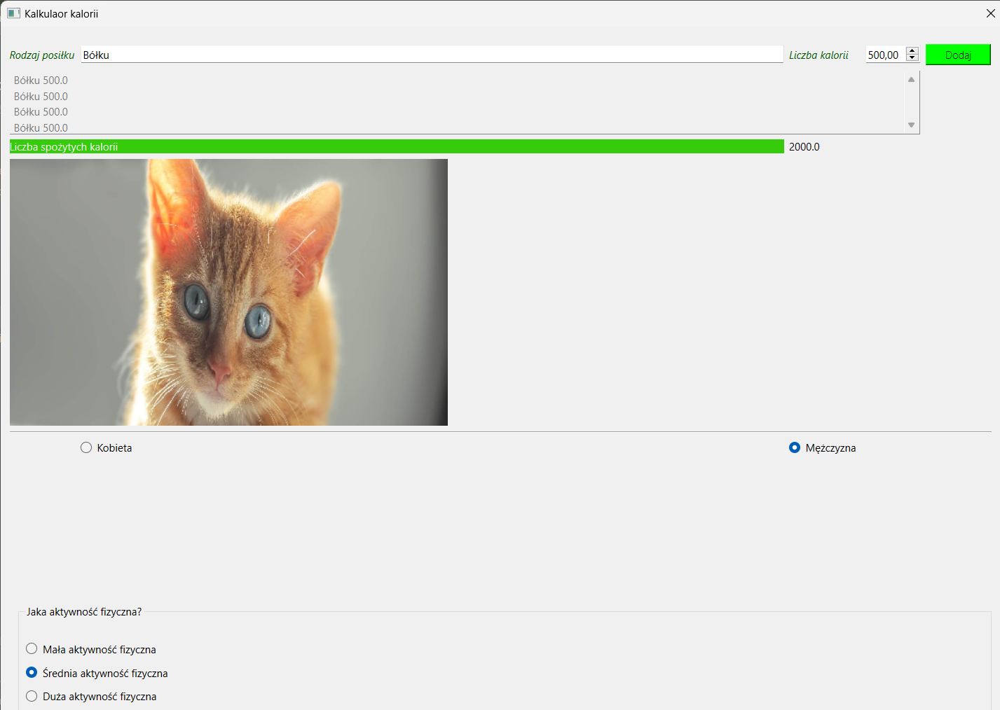 Kalkulaor kalorii
Rodzaj posiłku Bółku Liczba kalorii 500,00 Dodaj
Bółku 500.0
Bółku 500.0
Bółku 500.0
Bółku 500.0
Liczba spożytych kalorii 2000.0
Kobieta Mężczyzna
Jaka aktywność fizyczna?
Mała aktywność fizyczna
Średnia aktywność fizyczna
Duża aktywność fizyczna